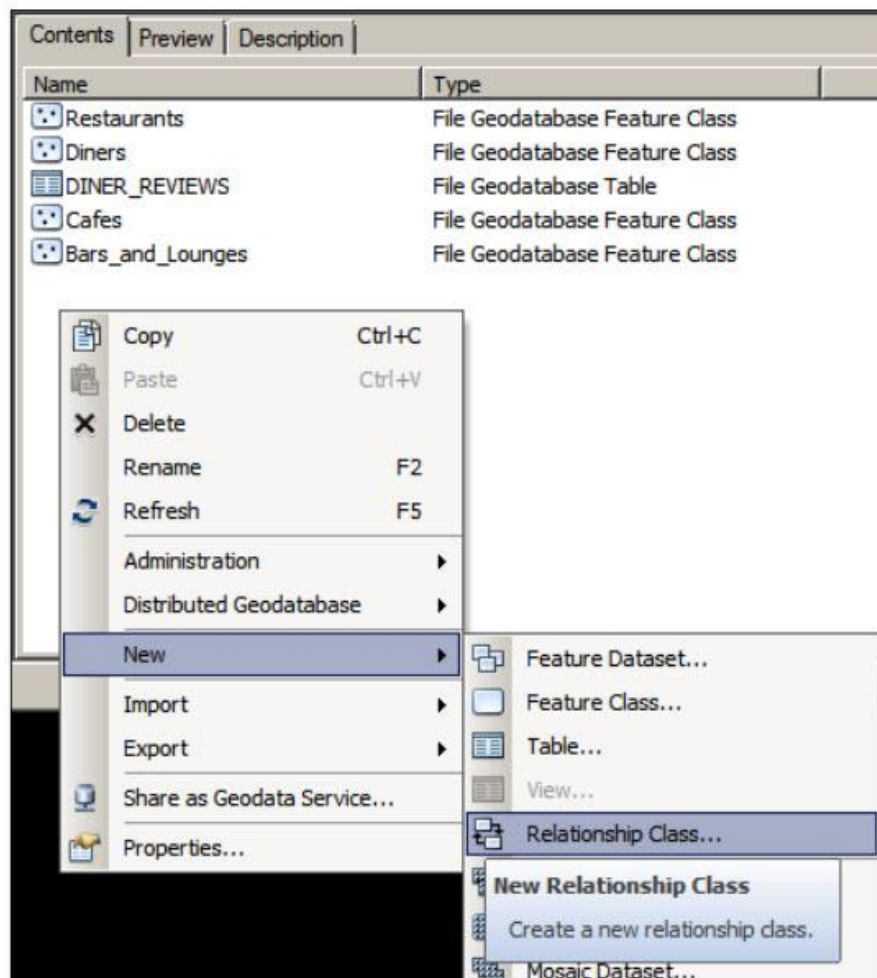 Contents Preview Description
Name Type
Restaurants File Geodatabase Feature Class
Diners File Geodatabase Feature Class
DINER_REVIEWS File Geodatabase Table
Cafes File Geodatabase Feature Class
Bars_and_Lounges File Geodatabase Feature Class
Copy Ctrl+C
Paste Ctrl+V
Delete
Rename F2
Refresh F5
Administration
Distributed Geodatabase
New
Import
Export
Share as Geodata Service...
Properties...
Feature Dataset...
Feature Class...
Table...
View...
Relationship Class...
New Relationship Class
Create a new relationship class.
Mosaic Dataset...